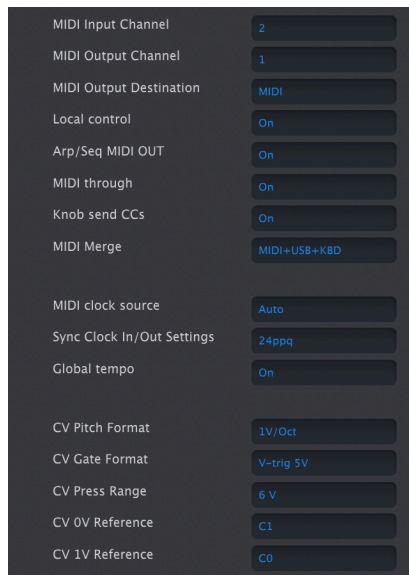 MIDI Input Channel 2
MIDI Output Channel 1
MIDI Output Destination MIDI
Local control On
Arp/Seq MIDI OUT On
MIDI through On
Knob send CCs On
MIDI Merge MIDI+USB+KBD
MIDI clock source Auto
Sync Clock In/Out Settings 24ppq
Global tempo On
CV Pitch Format 1V/Oct
CV Gate Format V-trig 5V
CV Press Range 6 V
CV 0V Reference C1
CV 1V Reference C0